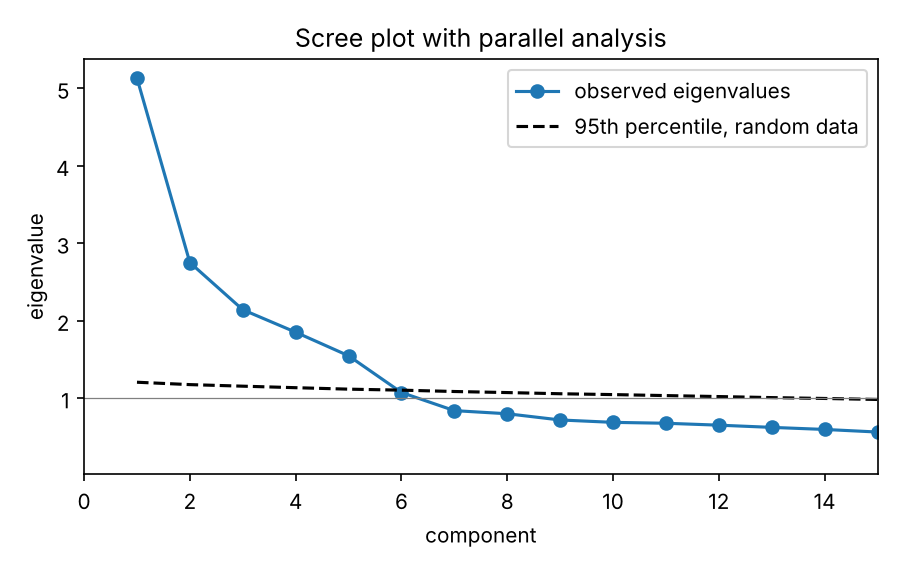 Scree plot with parallel analysis
observed eigenvalues
95th percentile, random data
eigenvalue
5
4
3
2
1
0 2 4 6 8 10 12 14
component